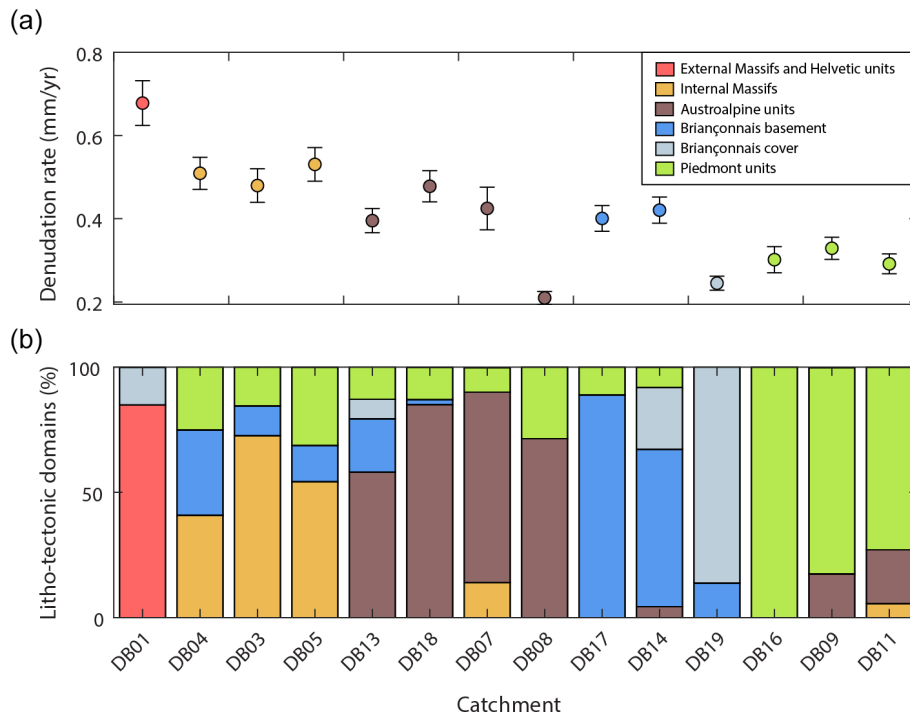 (a)
Denudation rate (mm/yr)
0.8
0.6
0.4
0.2
External Massifs and Helvetic units
Internal Massifs
Austroalpine units
Briançonnais basement
Briançonnais cover
Piedmont units
(b)
Litho-tectonic domains (%)
100
50
0
DB01
DB04
DB03
DB05
DB13
DB18
DB07
DB08
DB17
DB14
DB19
DB16
DB09
DB11
Catchment